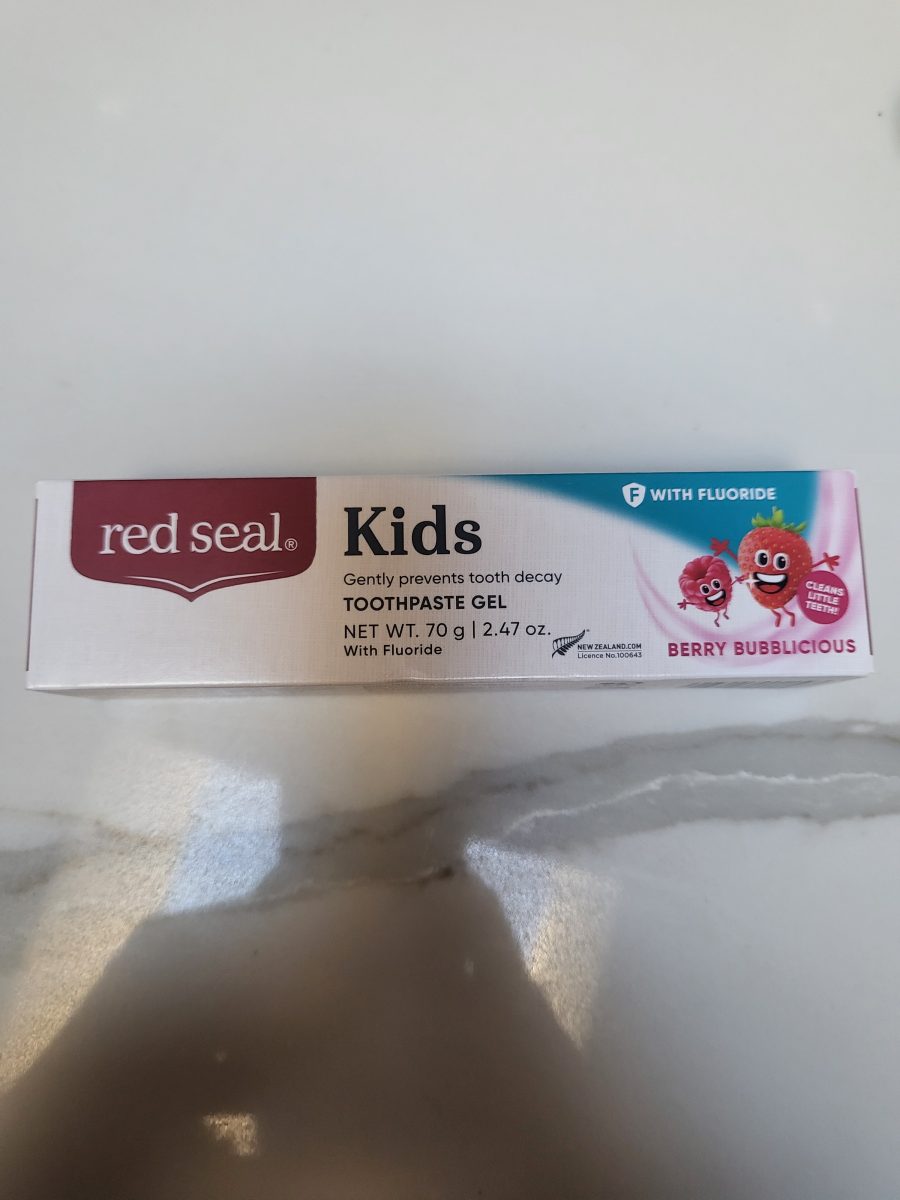 red seal®
Kids
Gently prevents tooth decay
TOOTHPASTE GEL
NET WT. 70 g | 2.47 oz.
With Fluoride
NEW ZEALAND.COM
Licence No.100643
F WITH FLUORIDE
CLEANS
LITTLE
TEETH!
BERRY BUBBLICIOUS